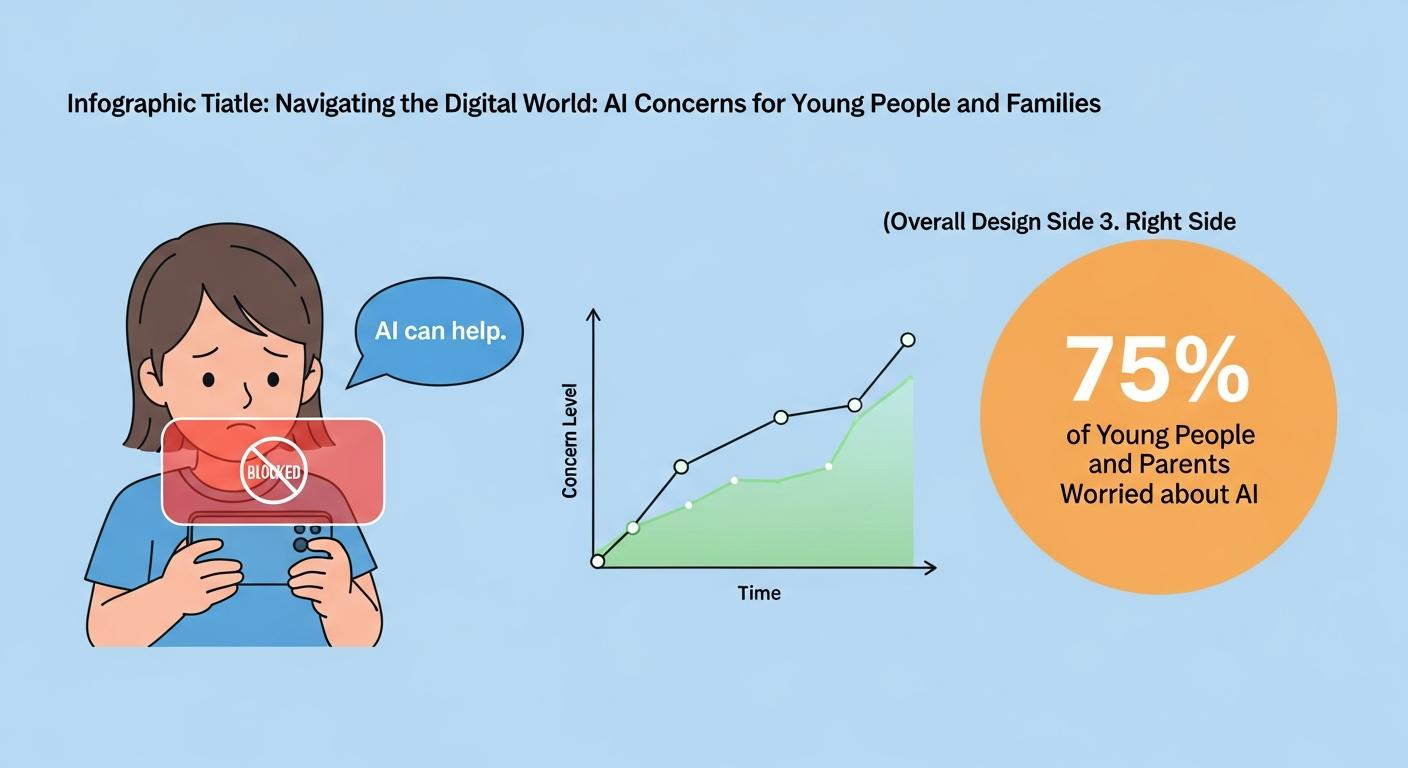 Infographic Tiatle: Navigating the Digital World: AI Concerns for Young People and Families
AI can help.
BLOCKED
Concern Level
Time
(Overall Design Side 3. Right Side
75%
of Young People
and Parents
Worried about AI